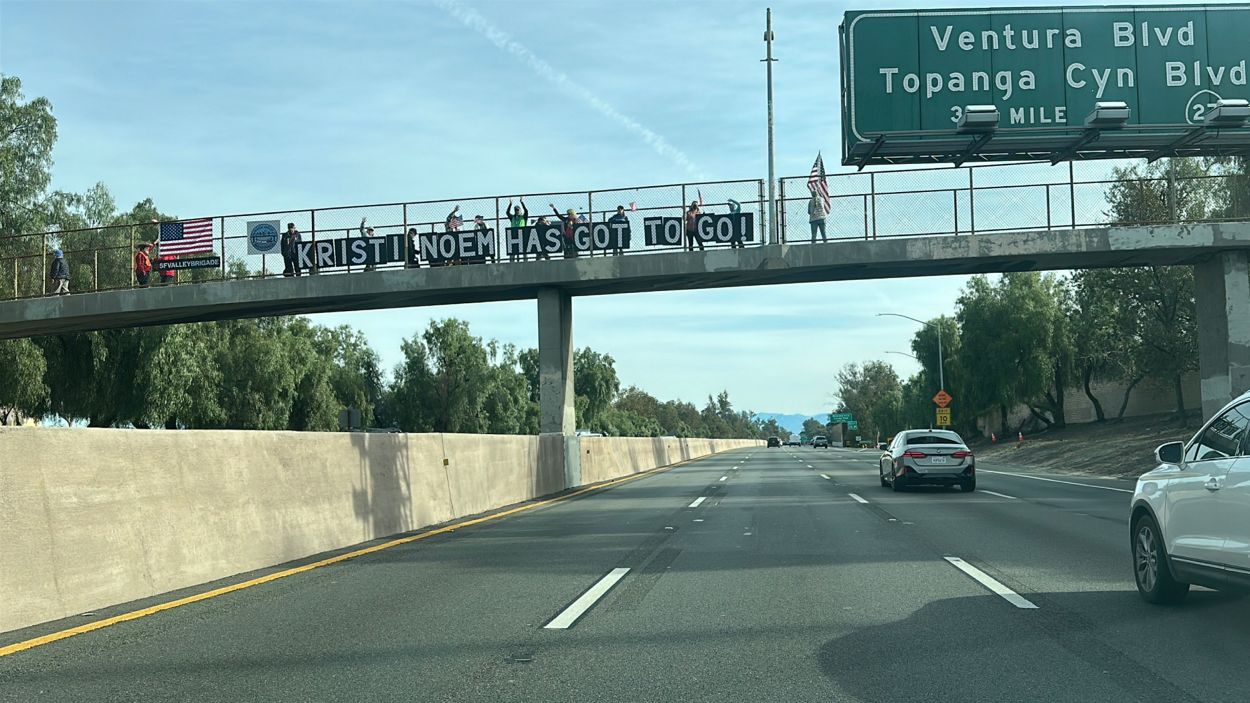 Ventura Blvd
Topanga Cyn Blvd
MILE
KRISTI NOEM HAS GOT TO GO!
SFVALLEYBRIGADE